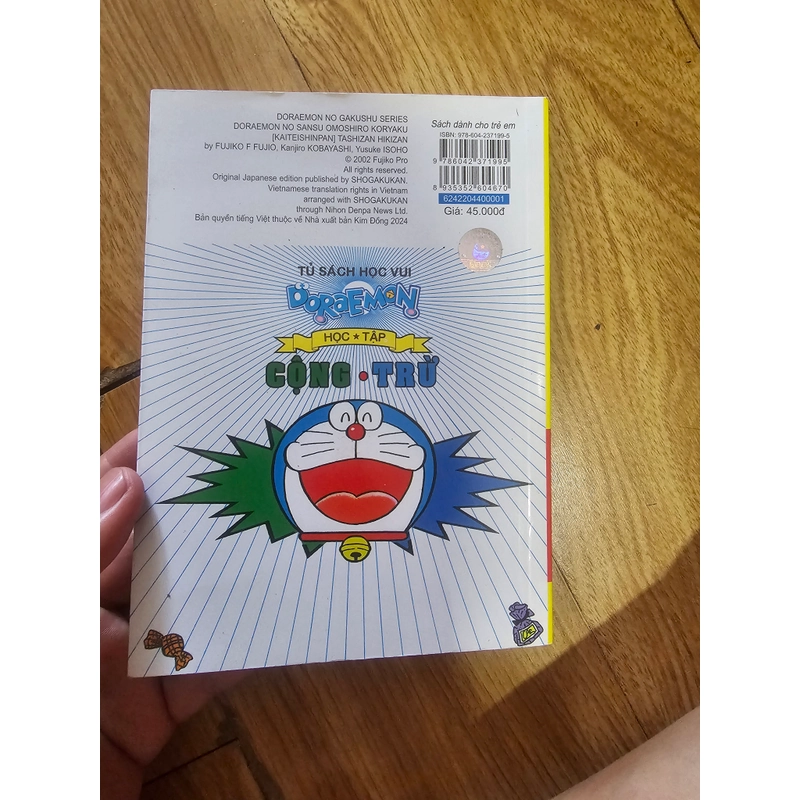 DORAEMON NO GAKUSHU SERIES
DORAEMON NO SANSU OMOSHIRO KORYAKU
[KAITEISHINPAN] TASHIZAN HIKIZAN
by FUJIKO F FUJIO, Kanjiro KOBAYASHI, Yusuke ISOHO
© 2002 Fujiko Pro
All rights reserved.
Original Japanese edition published by SHOGAKUKAN.
Vietnamese translation rights in Vietnam
arranged with SHOGAKUKAN
through Nihon Denpa News Ltd.
Bản quyền tiếng Việt thuộc về Nhà xuất bản Kim Đồng 2024
Sách dành cho trẻ em
ISBN: 978-604-237199-5
9 786042 371995
8 935352 604670
6242204400001
Giá: 45.000đ
TỦ SÁCH HỌC VUI
DORAEMON
HỌC ★ TẬP
CỘNG • TRỪ